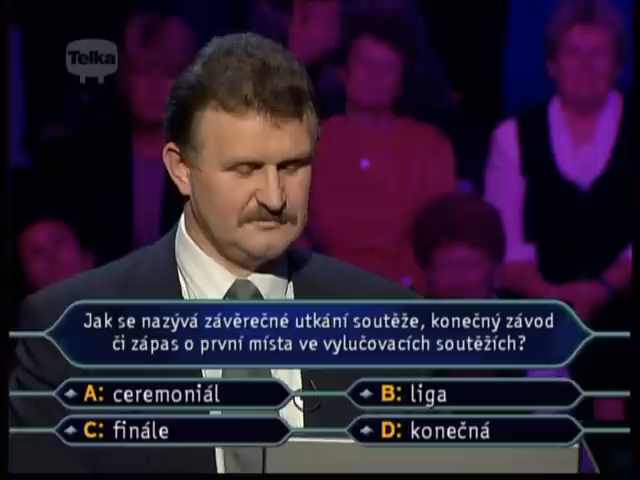 Telka
Jak se nazývá závěrečné utkání soutěže, konečný závod
či zápas o první místa ve vylučovacích soutěžích?
A: ceremoniál
B: liga
C: finále
D: konečná